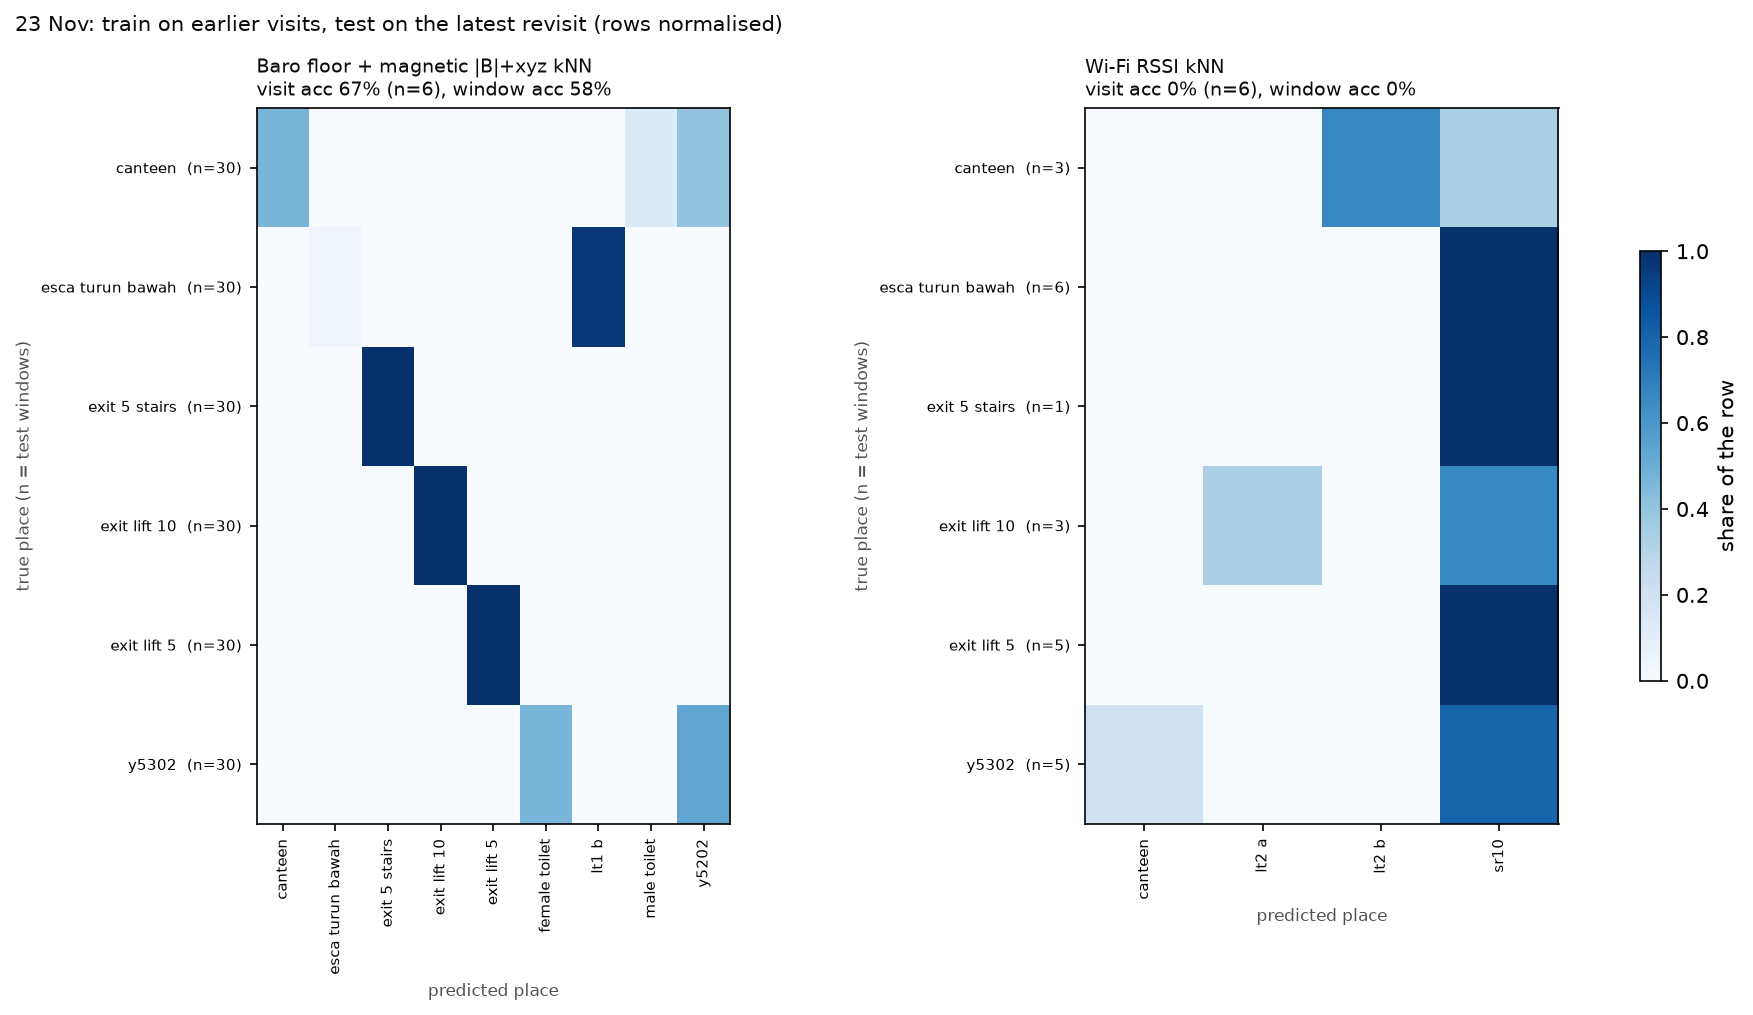 23 Nov: train on earlier visits, test on the latest revisit (rows normalised)
Baro floor + magnetic |B|+xyz kNN
visit acc 67% (n=6), window acc 58%
true place (n = test windows)
canteen (n=30)
esca turun bawah (n=30)
exit 5 stairs (n=30)
exit lift 10 (n=30)
exit lift 5 (n=30)
y5302 (n=30)
canteen
esca turun bawah
exit 5 stairs
exit lift 10
exit lift 5
female toilet
lt1 b
male toilet
y5202
predicted place
Wi-Fi RSSI kNN
visit acc 0% (n=6), window acc 0%
true place (n = test windows)
canteen (n=3)
esca turun bawah (n=6)
exit 5 stairs (n=1)
exit lift 10 (n=3)
exit lift 5 (n=5)
y5302 (n=5)
canteen
lt2 a
lt2 b
sr10
predicted place
1.0
0.8
0.6
0.4
0.2
0.0
share of the row